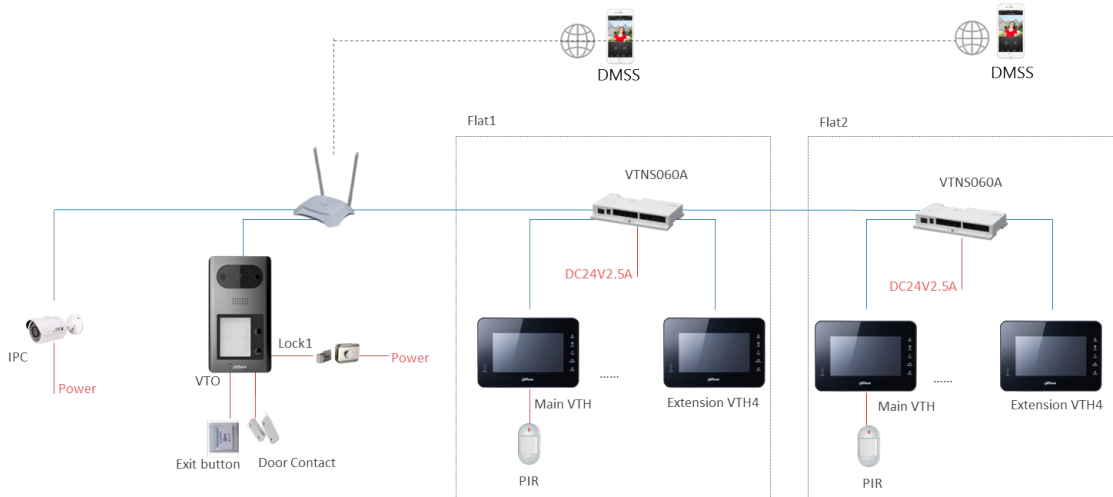 DMSS
DMSS
Flat1
Flat2
VTNS060A
VTNS060A
DC24V2.5A
DC24V2.5A
IPC
Power
VTO
Lock1
Power
Exit button
Door Contact
Main VTH
......
Extension VTH4
PIR
Main VTH
......
Extension VTH4
PIR